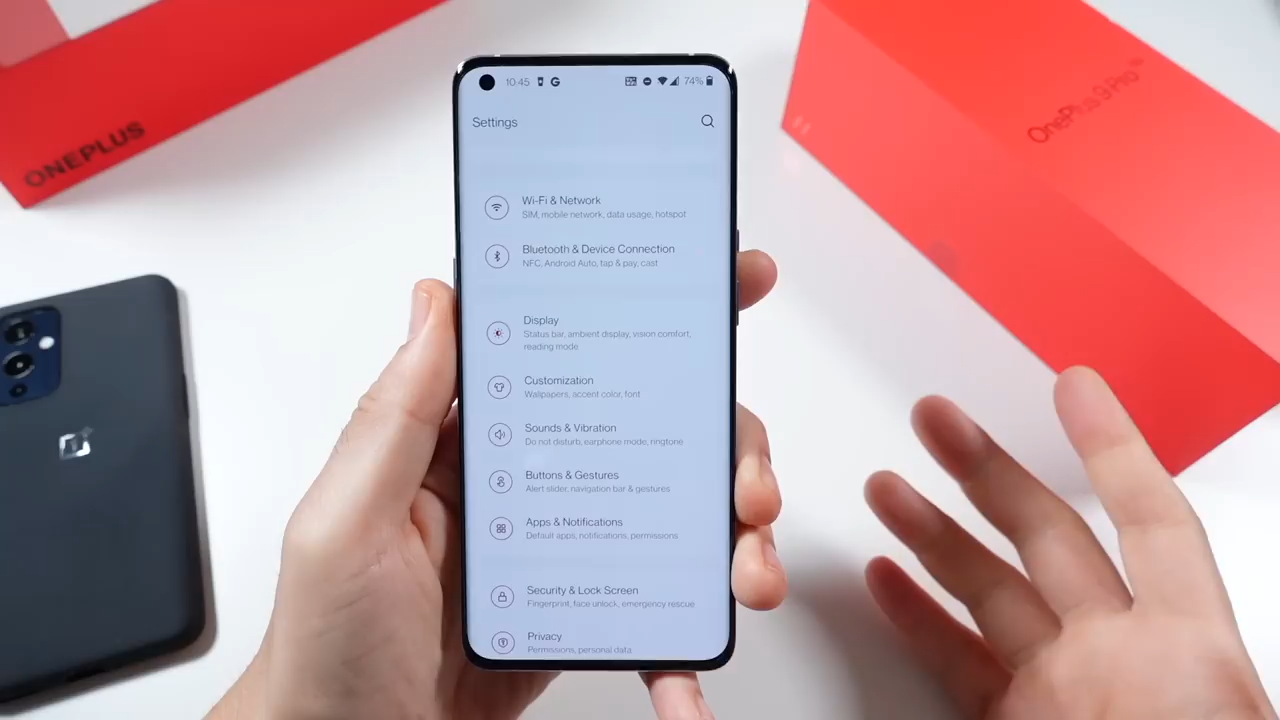 ONEPLUS
OnePlus 9 Pro 5G
10:45
G
74%
Settings
Wi-Fi & Network
SIM, mobile network, data usage, hotspot
Bluetooth & Device Connection
NFC, Android Auto, tap & pay, cast
Display
Status bar, ambient display, vision comfort,
reading mode
Customization
Walpapers, accent color, font
Sounds & Vibration
Do not disturb, earphone mode, ringtone
Buttons & Gestures
Alert slider, navigation bar & gestures
Apps & Notifications
Default apps, notifications, permissions
Security & Lock Screen
Fingerprint, face unlock, emergency rescue
Privacy
Permissions, personal data